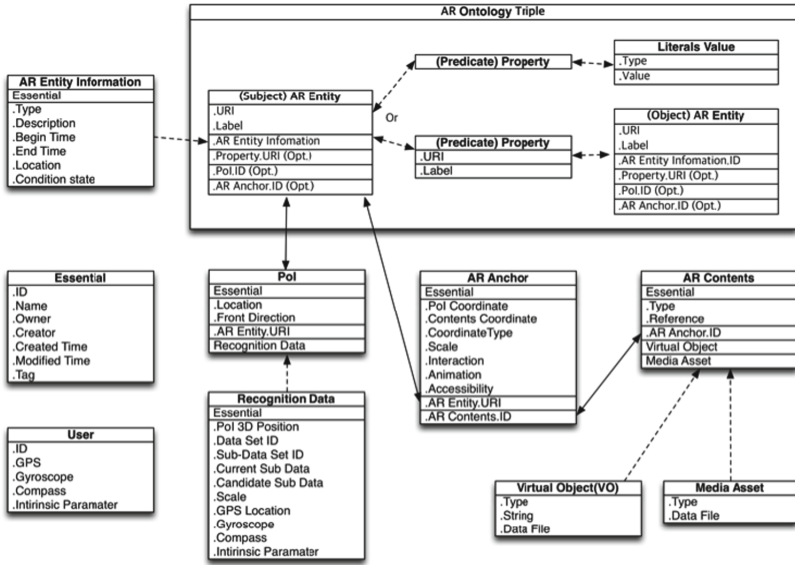 AR Ontology Triple
AR Entity Information
Essential
.Type
.Description
.Begin Time
.End Time
.Location
.Condition state
(Subject) AR Entity
.URI
.Label
.AR Entity Infomation
.Property.URI (Opt.)
.PoI.ID (Opt.)
.AR Anchor.ID (Opt.)
Or
(Predicate) Property
Literals Value
.Type
.Value
(Predicate) Property
.URI
.Label
(Object) AR Entity
.URI
.Label
.AR Entity Infomation.ID
.Property.URI (Opt.)
.PoI.ID (Opt.)
.AR Anchor.ID (Opt.)
Essential
.ID
.Name
.Owner
.Creator
.Created Time
.Modified Time
.Tag
PoI
Essential
.Location
.Front Direction
.AR Entity.URI
Recognition Data
AR Anchor
Essential
.PoI Coordinate
.Contents Coordinate
.CoordinateType
.Scale
.Interaction
.Animation
.Accessibility
.AR Entity.URI
.AR Contents.ID
AR Contents
Essential
.Type
.Reference
.AR Anchor.ID
Virtual Object
Media Asset
User
.ID
.GPS
.Gyroscope
.Compass
.Intirinsic Paramater
Recognition Data
Essential
.PoI 3D Position
.Data Set ID
.Sub-Data Set ID
.Current Sub Data
.Candidate Sub Data
.Scale
.GPS Location
.Gyroscope
.Compass
.Intirinsic Paramater
Virtual Object(VO)
.Type
.String
.Data File
Media Asset
.Type
.Data File